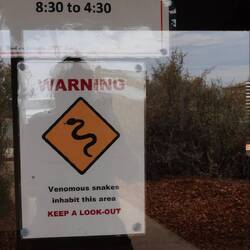 8:30 to 4:30
WARNING
Venomous snakes
inhabit this area
KEEP A LOOK-OUT